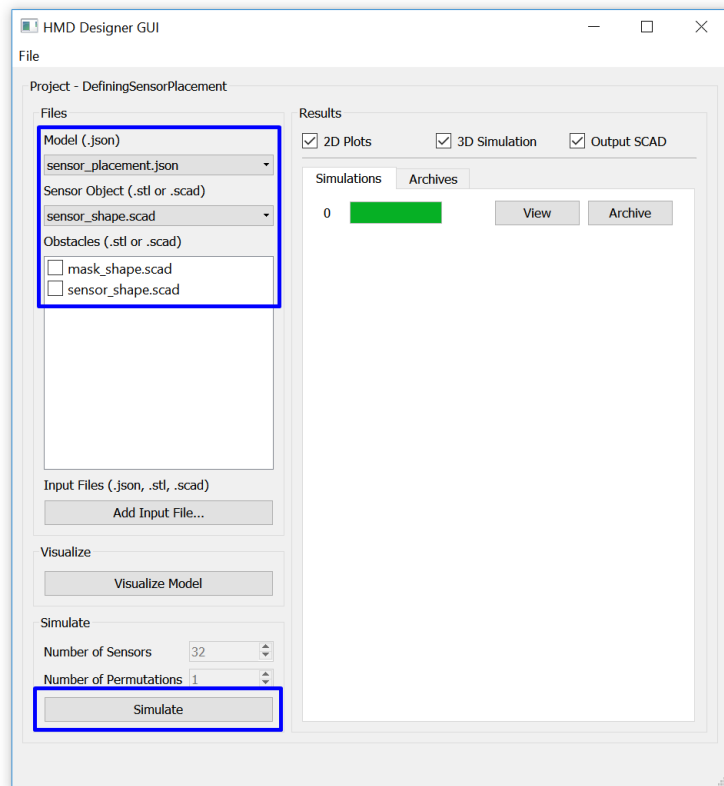 HMD Designer GUI
File
Project - DefiningSensorPlacement
Files
Model (.json)
sensor_placement.json
Sensor Object (.stl or .scad)
sensor_shape.scad
Obstacles (.stl or .scad)
mask_shape.scad
sensor_shape.scad
Input Files (.json, .stl, .scad)
Add Input File...
Visualize
Visualize Model
Simulate
Number of Sensors 32
Number of Permutations 1
Simulate
Results
2D Plots 3D Simulation Output SCAD
Simulations Archives
0 View Archive